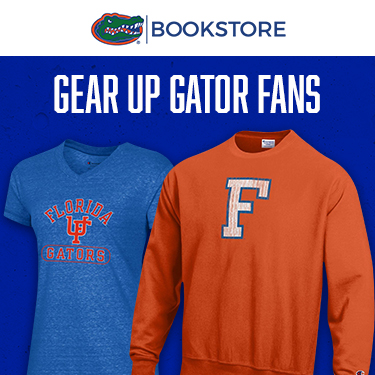 BOOKSTORE
GEAR UP GATOR FANS
FLORIDA
UF
GATORS
F